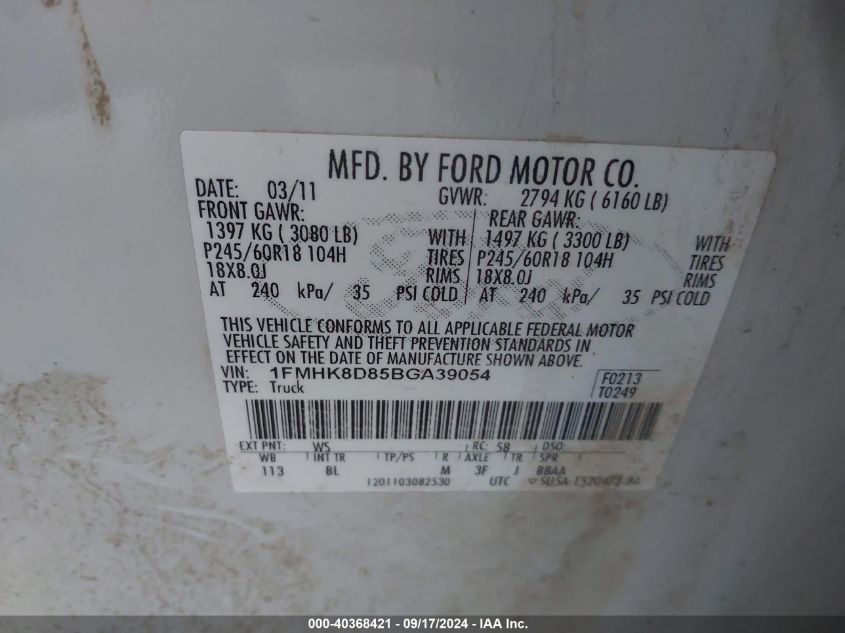 MFD. BY FORD MOTOR CO.
DATE: 03/11 GVWR: 2794 KG ( 6160 LB)
FRONT GAWR: REAR GAWR:
1397 KG ( 3080 LB) WITH 1497 KG ( 3300 LB) WITH
P245/60R18 104H TIRES P245/60R18 104H TIRES
18X8.0J RIMS 18X8.0J RIMS
AT 240 kPa/ 35 PSI COLD AT 240 kPa/ 35 PSI COLD
THIS VEHICLE CONFORMS TO ALL APPLICABLE FEDERAL MOTOR
VEHICLE SAFETY AND THEFT PREVENTION STANDARDS IN
EFFECT ON THE DATE OF MANUFACTURE SHOWN ABOVE.
VIN: 1FMHK8D85BGA39054 F0213
TYPE: Truck T0249
EXT PNT: WS RC: 58 DSO:
WB INT TR TP/PS R AXLE TR SPR
113 BL M 3F J BBAA
1201103082530 UTC
000-40368421 - 09/17/2024 - IAA Inc.